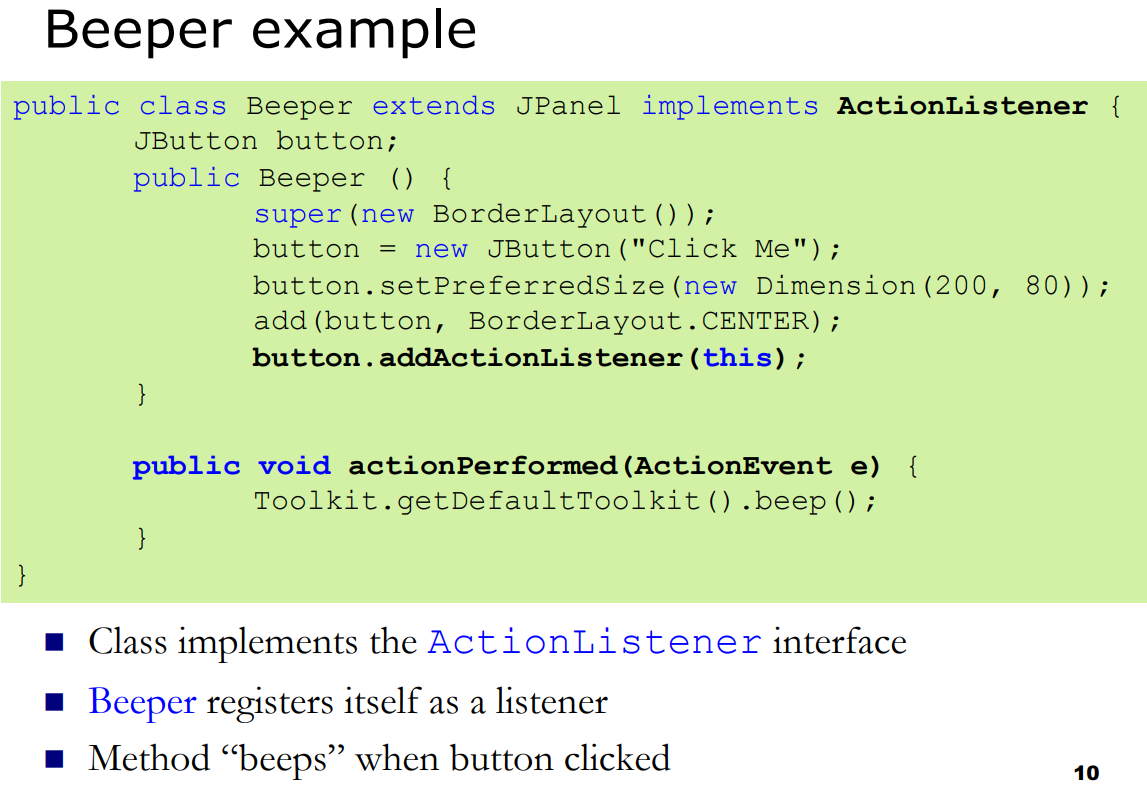 Beeper example
public class Beeper extends JPanel implements ActionListener {
JButton button;
public Beeper () {
super(new BorderLayout());
button = new JButton("Click Me");
button.setPreferredSize(new Dimension(200, 80));
add(button, BorderLayout.CENTER);
button.addActionListener(this);
}
public void actionPerformed(ActionEvent e) {
Toolkit.getDefaultToolkit().beep();
}
}
■ Class implements the ActionListener interface
■ Beeper registers itself as a listener
■ Method “beeps” when button clicked
10